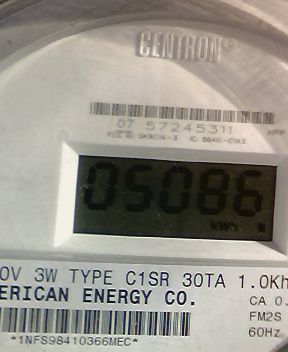 CENTRON®
07 57245311
05086
kWh
0V 3W TYPE C1SR 30TA 1.0Kh
ERICAN ENERGY CO.
CA 0.
FM2S
60Hz
*1NFS98410366MEC*